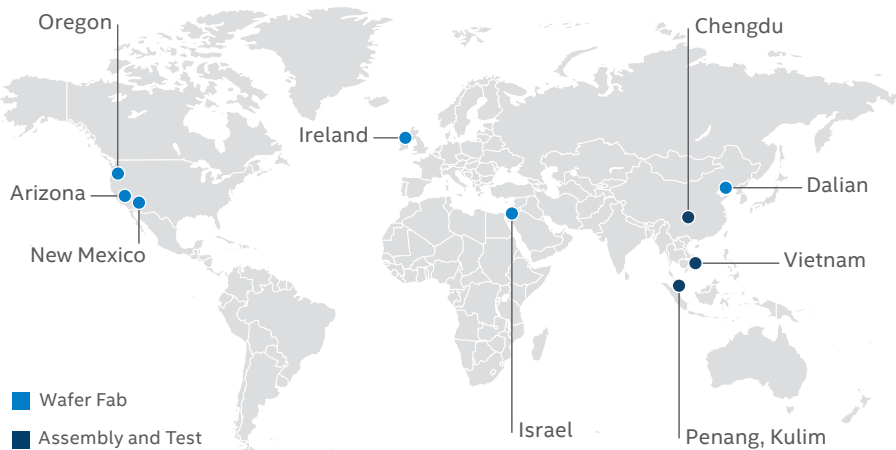 Oregon
Chengdu
Ireland
Dalian
Arizona
New Mexico
Vietnam
Wafer Fab
Israel
Assembly and Test
Penang, Kulim